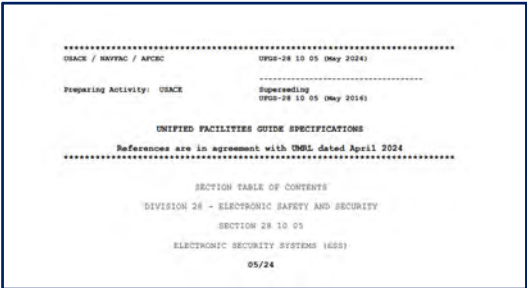 **************************************************************************
USACE / NAVFAC / AFCEC UFGS-28 10 05 (May 2024)
-----------------------------------
Preparing Activity: USACE Superseding
UFGS-28 10 05 (May 2016)
UNIFIED FACILITIES GUIDE SPECIFICATIONS
References are in agreement with UMRL dated April 2024
**************************************************************************
SECTION TABLE OF CONTENTS
DIVISION 28 - ELECTRONIC SAFETY AND SECURITY
SECTION 28 10 05
ELECTRONIC SECURITY SYSTEMS (ESS)
05/24